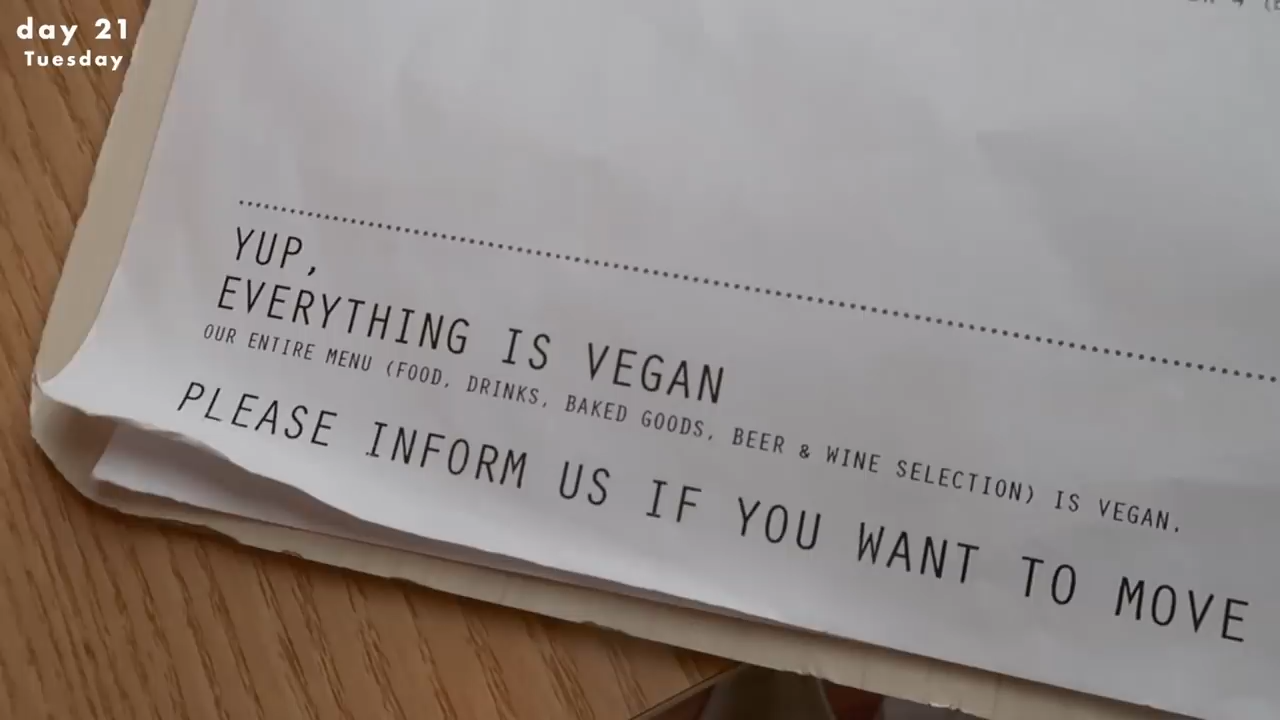 day 21
Tuesday
YUP,
EVERYTHING IS VEGAN
OUR ENTIRE MENU (FOOD, DRINKS, BAKED GOODS, BEER & WINE SELECTION) IS VEGAN.
PLEASE INFORM US IF YOU WANT TO MOVE